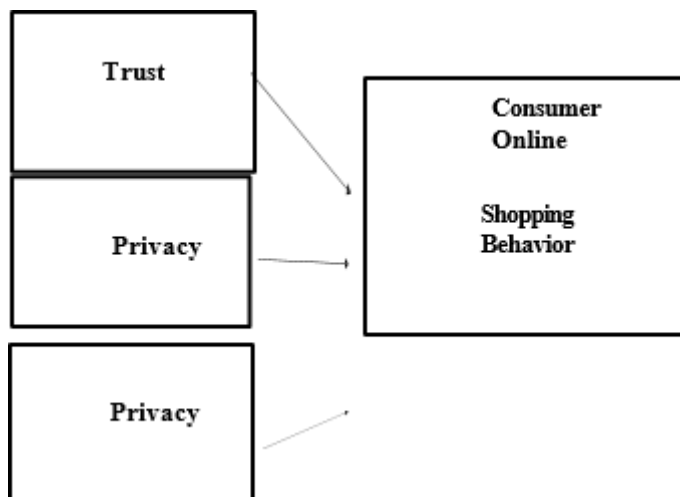 Trust
Consumer
Online
Shopping
Behavior
Privacy
Privacy